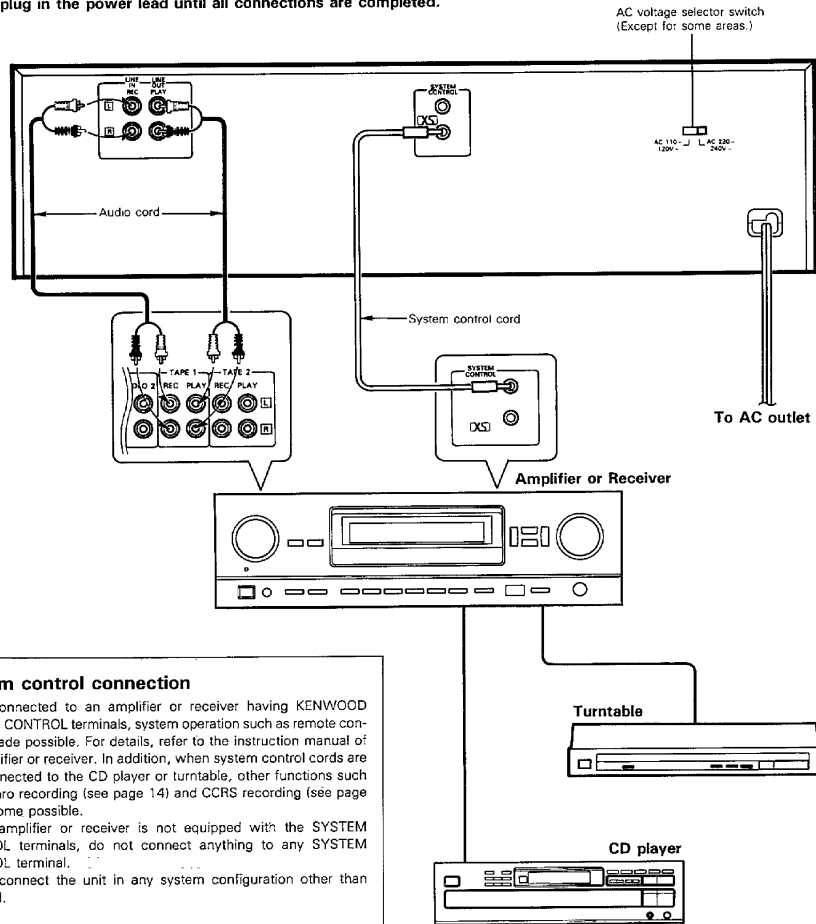 plug in the power lead until all connections are completed.
AC voltage selector switch
(Except for some areas.)
LINE IN REC
LINE OUT PLAY
L
R
SYSTEM CONTROL
XS
AC 110-120V~
AC 220-240V~
Audio cord
System control cord
TAPE 1
TAPE 2
O 2 REC PLAY REC PLAY
L
R
SYSTEM CONTROL
XS
To AC outlet
Amplifier or Receiver
m control connection
onnected to an amplifier or receiver having KENWOOD
CONTROL terminals, system operation such as remote con-
ade possible. For details, refer to the instruction manual of
ifier or receiver. In addition, when system control cords are
nnected to the CD player or turntable, other functions such
ro recording (see page 14) and CCRS recording (see page
ome possible.
amplifier or receiver is not equipped with the SYSTEM
OL terminals, do not connect anything to any SYSTEM
OL terminal.
connect the unit in any system configuration other than
d.
Turntable
CD player